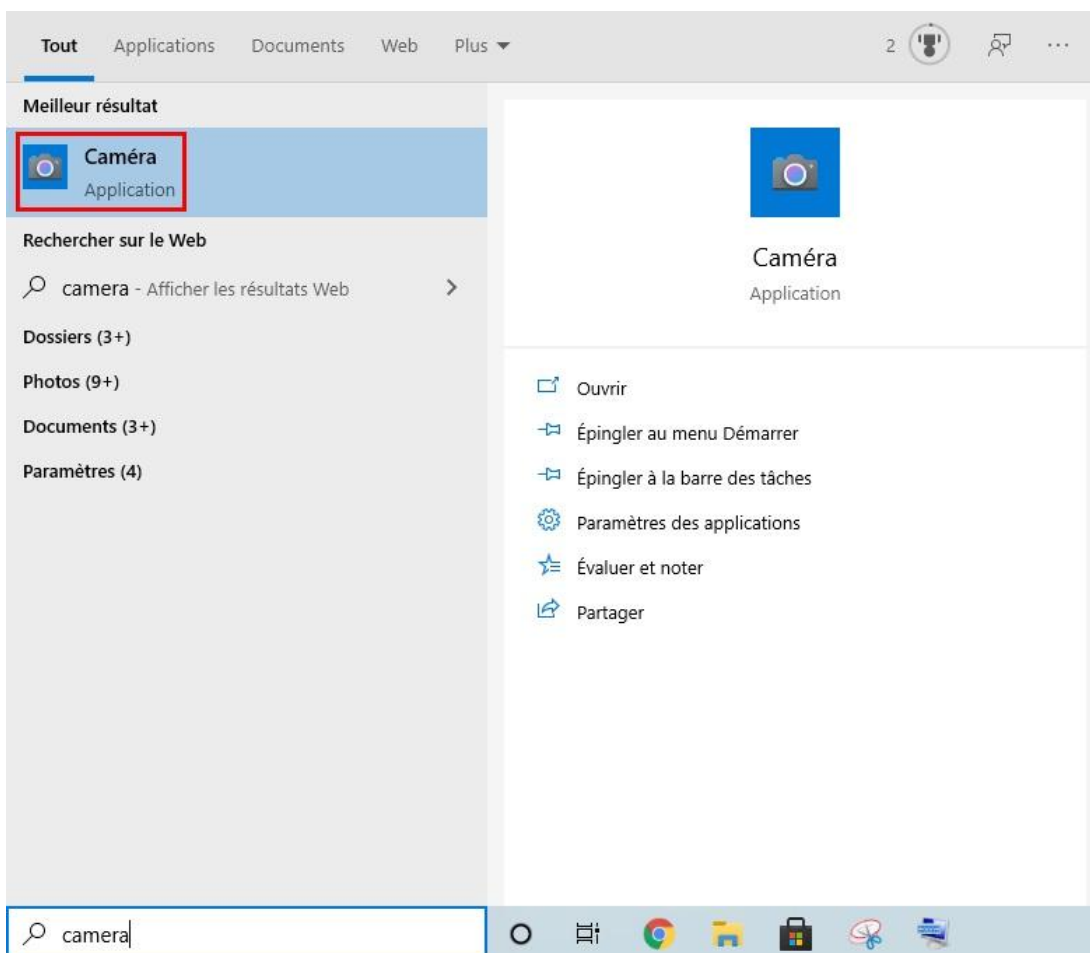 Tout Applications Documents Web Plus 2 ...
Meilleur résultat
Caméra
Application
Rechercher sur le Web
camera - Afficher les résultats Web
Dossiers (3+)
Photos (9+)
Documents (3+)
Paramètres (4)
Caméra
Application
Ouvrir
Épingler au menu Démarrer
Épingler à la barre des tâches
Paramètres des applications
Évaluer et noter
Partager
camera